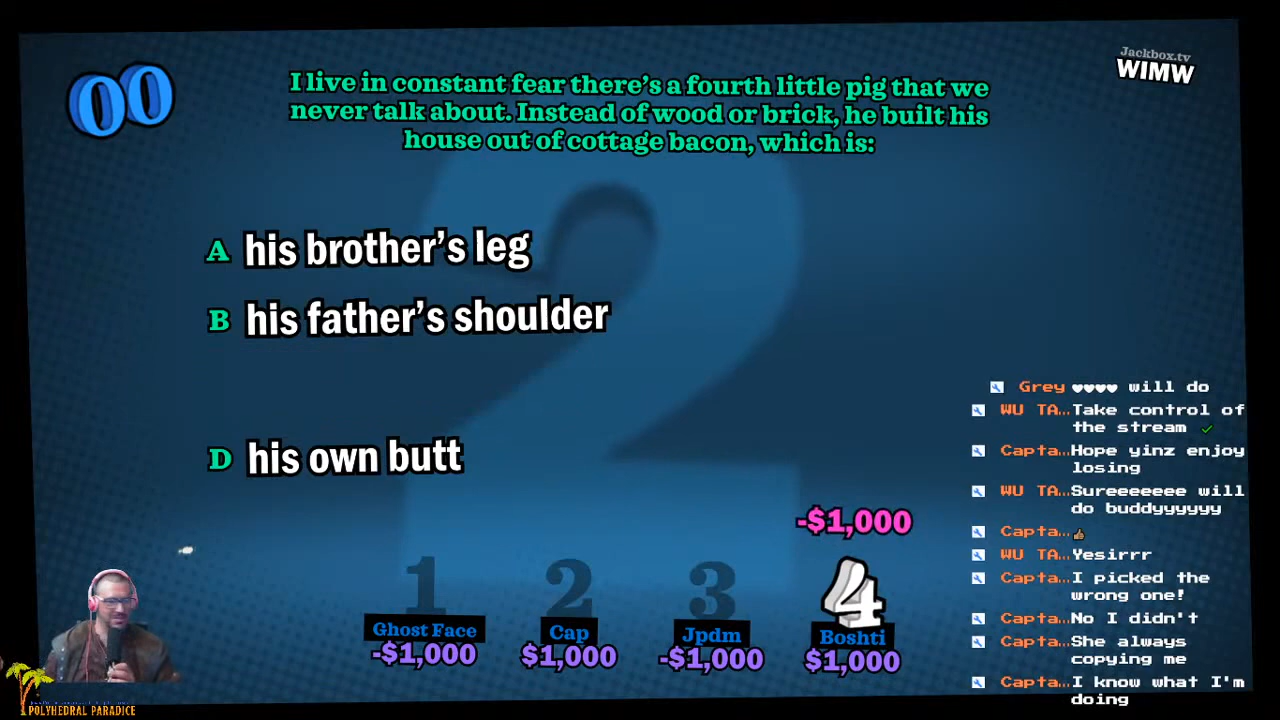 00
I live in constant fear there's a fourth little pig that we
never talk about. Instead of wood or brick, he built his
house out of cottage bacon, which is:
Jackbox.tv
WIMW
A his brother's leg
B his father's shoulder
D his own butt
-$1,000
1 2 3 4
Ghost Face Cap Jpdm Boshti
-$1,000 $1,000 -$1,000 $1,000
Grey ♥♥♥♥ will do
WU TA…Take control of
the stream ✓
Capta…Hope yinz enjoy
losing
WU TA…Sureeeeeee will
do buddyyyyyy
Capta…👍
WU TA…Yesirrr
Capta…I picked the
wrong one!
Capta…No I didn't
Capta…She always
copying me
Capta…I know what I'm
doing
POLYHEDRAL PARADICE